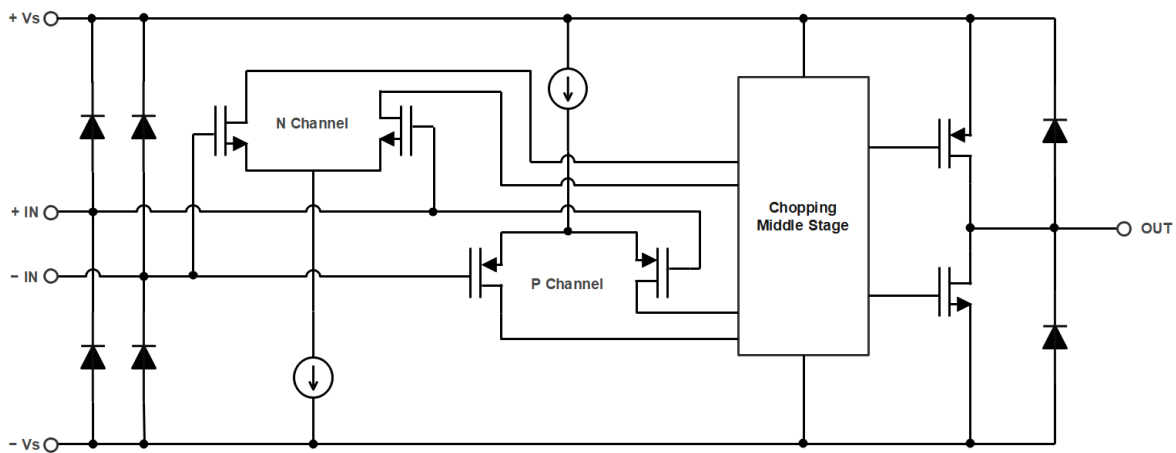 + Vs
N Channel
+ IN
Chopping
Middle Stage
OUT
− IN
P Channel
− Vs